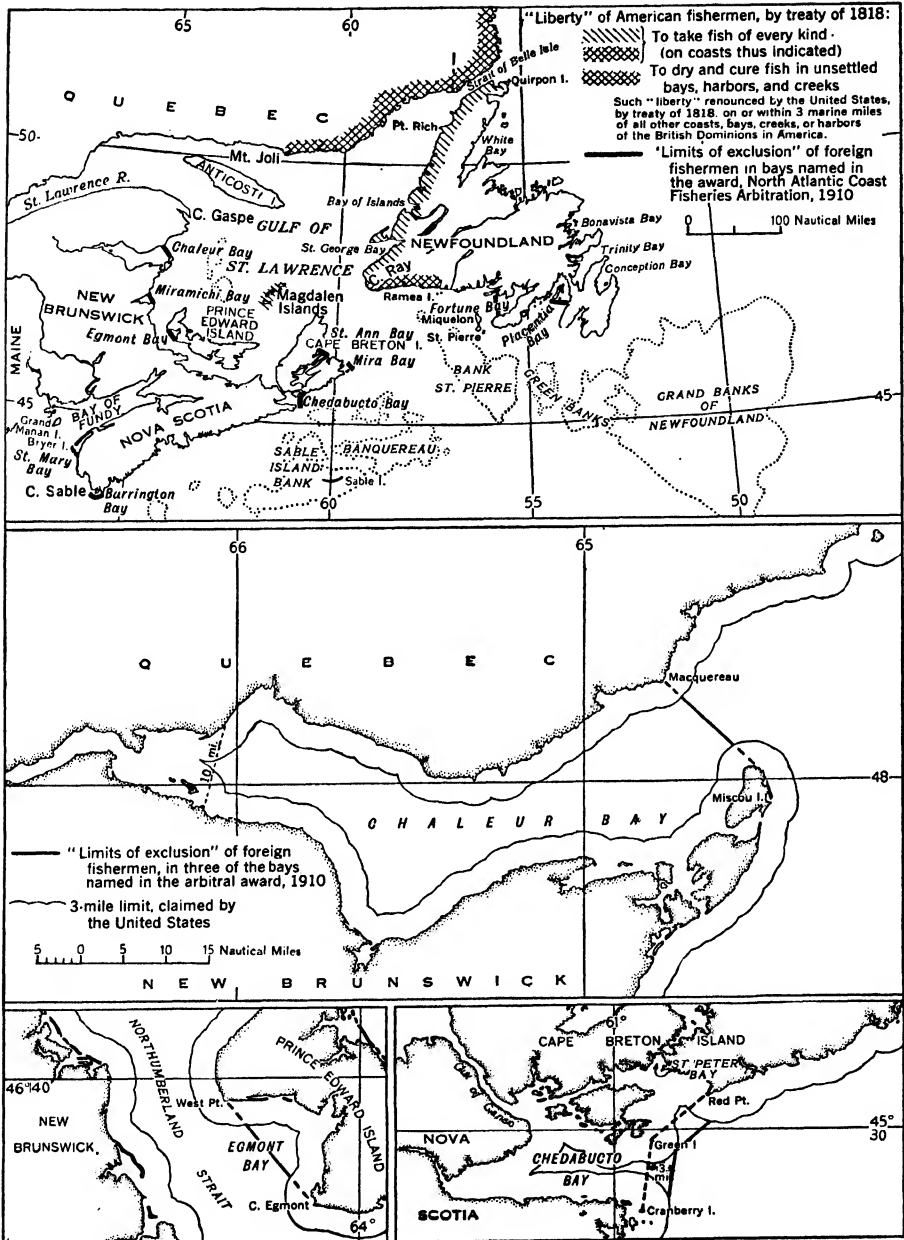 65
60
"Liberty" of American fishermen, by treaty of 1818:
To take fish of every kind
(on coasts thus indicated)
To dry and cure fish in unsettled
bays, harbors, and creeks
Such "liberty" renounced by the United States,
by treaty of 1818. on or within 3 marine miles
of all other coasts, bays, creeks, or harbors
of the British Dominions in America.
'Limits of exclusion" of foreign
fishermen in bays named in
the award, North Atlantic Coast
Fisheries Arbitration, 1910
0 100 Nautical Miles
Strait of Belle Isle
Quirpon I.
QUEBEC
Pt. Rich
White
Bay
50
Mt. Joli
ANTICOSTI I.
St. Lawrence R.
Bay of Islands
C. Gaspe
GULF OF
ST. LAWRENCE
St. George Bay
NEWFOUNDLAND
Bonavista Bay
Trinity Bay
Conception Bay
Chaleur Bay
C. Ray
Ramea I.
NEW
BRUNSWICK
Miramichi Bay
Magdalen
Islands
Fortune Bay
Miquelon
St. Pierre
Placentia
Bay
PRINCE
EDWARD
ISLAND
Egmont Bay
St. Ann Bay
CAPE BRETON I.
Mira Bay
MAINE
BANK
ST. PIERRE
GREEN BANKS
GRAND BANKS
OF
NEWFOUNDLAND
45
45
Chedabucto Bay
BAY OF
FUNDY
Grand
Manan I.
Bryer I.
NOVA SCOTIA
St. Mary
Bay
SABLE
ISLAND
BANK
BANQUEREAU
Sable I.
C. Sable
Barrington
Bay
60
55
50
66
65
QUEBEC
Macquereau
10 mi.
48
Miscou I.
CHALEUR BAY
"Limits of exclusion" of foreign
fishermen, in three of the bays
named in the arbitral award, 1910
3-mile limit, claimed by
the United States
5 0 5 10 15 Nautical Miles
NEW BRUNSWICK
NORTHUMBERLAND
STRAIT
PRINCE EDWARD ISLAND
46°40'
West Pt.
NEW
BRUNSWICK
EGMONT
BAY
C. Egmont
64°
61°
CAPE BRETON ISLAND
ST PETER
BAY
Gut of Canso
Red Pt.
45
30
NOVA
SCOTIA
Green I
CHEDABUCTO
BAY
3
mi.
Cranberry I.